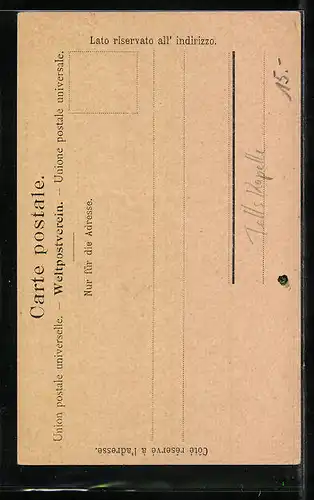 Carte postale.
Union postale universelle. — Weltpostverein. — Unione postale universale.
Nur für die Adresse.
Lato riservato all' indirizzo.
Côté réservé à l'adresse.
Tells Kapelle
15.-